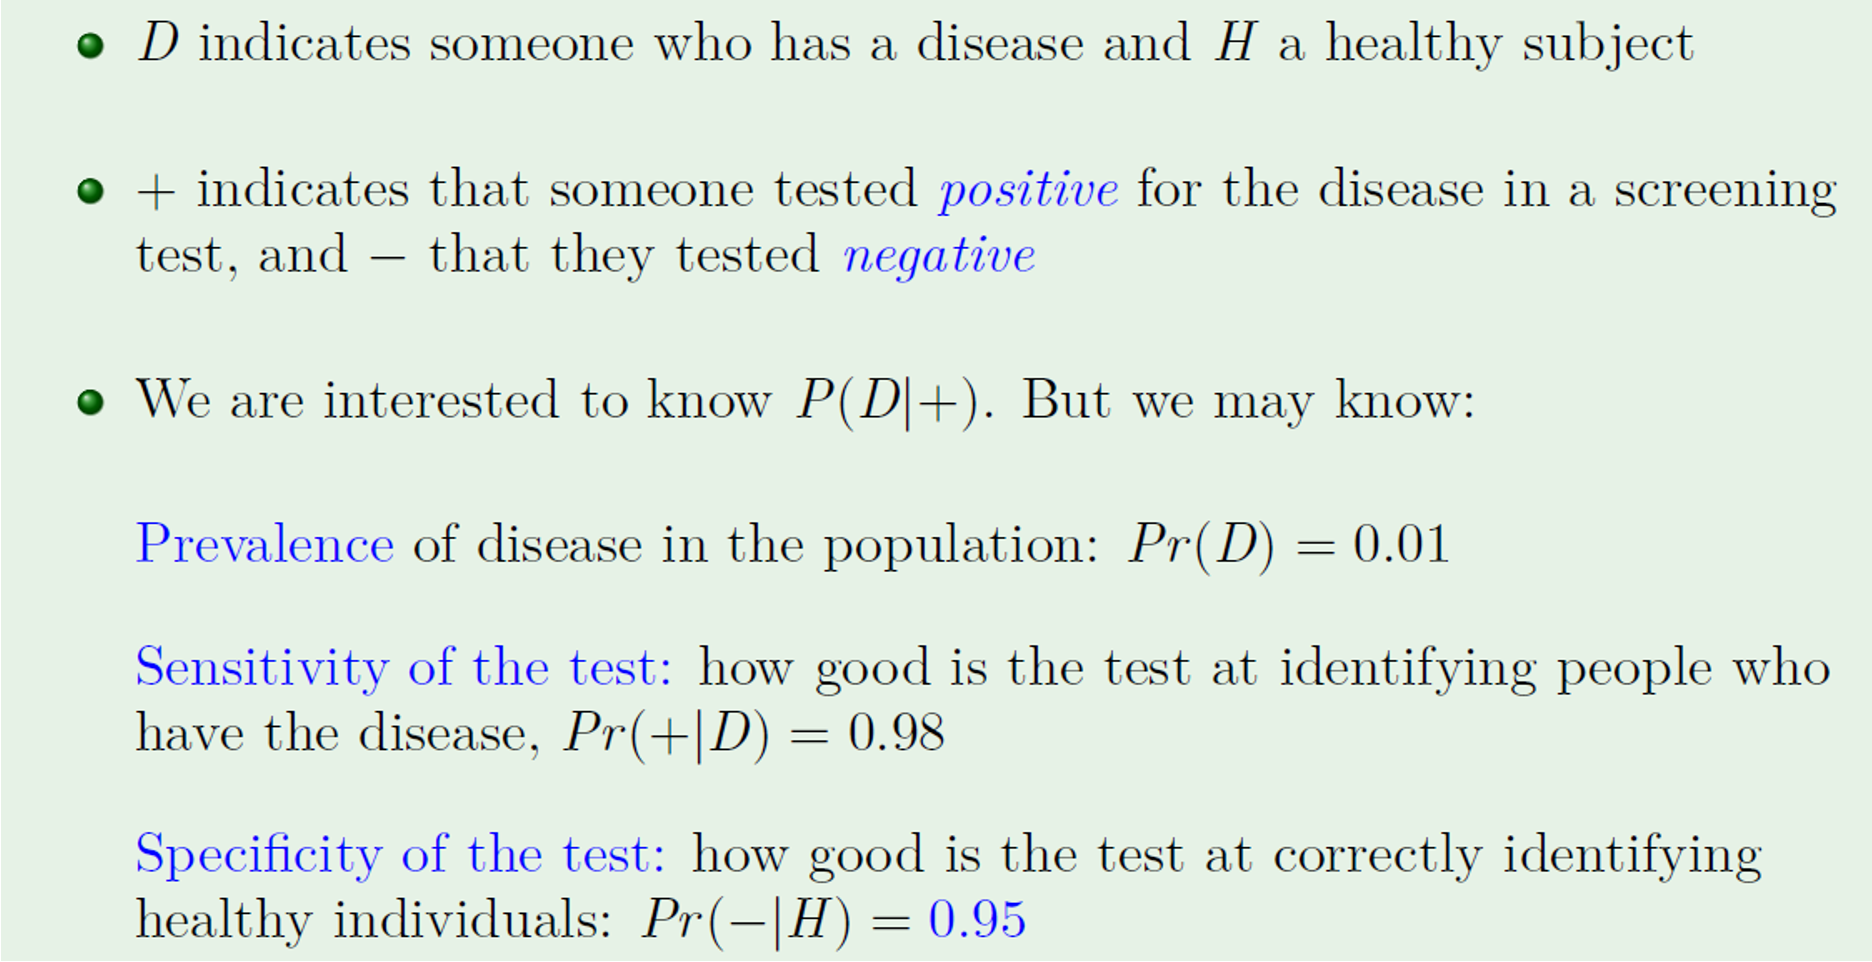 D indicates someone who has a disease and H a healthy subject
+ indicates that someone tested positive for the disease in a screening
test, and − that they tested negative
We are interested to know P(D|+). But we may know:
Prevalence of disease in the population: Pr(D) = 0.01
Sensitivity of the test: how good is the test at identifying people who
have the disease, Pr(+|D) = 0.98
Specificity of the test: how good is the test at correctly identifying
healthy individuals: Pr(−|H) = 0.95